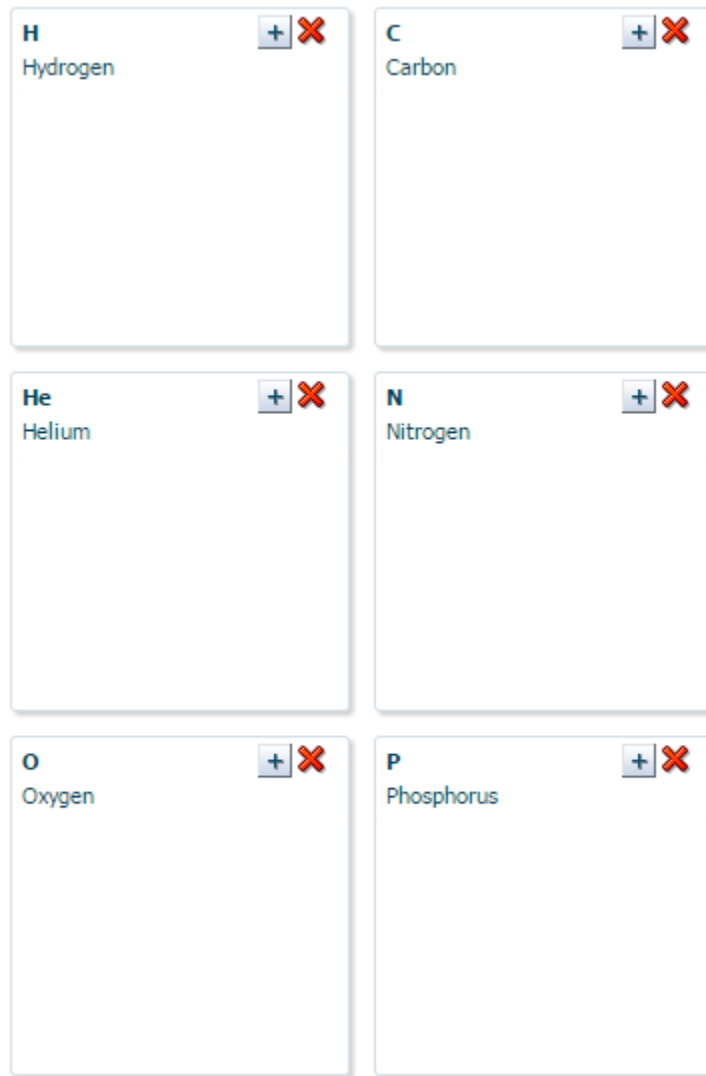 H
Hydrogen
C
Carbon
He
Helium
N
Nitrogen
O
Oxygen
P
Phosphorus